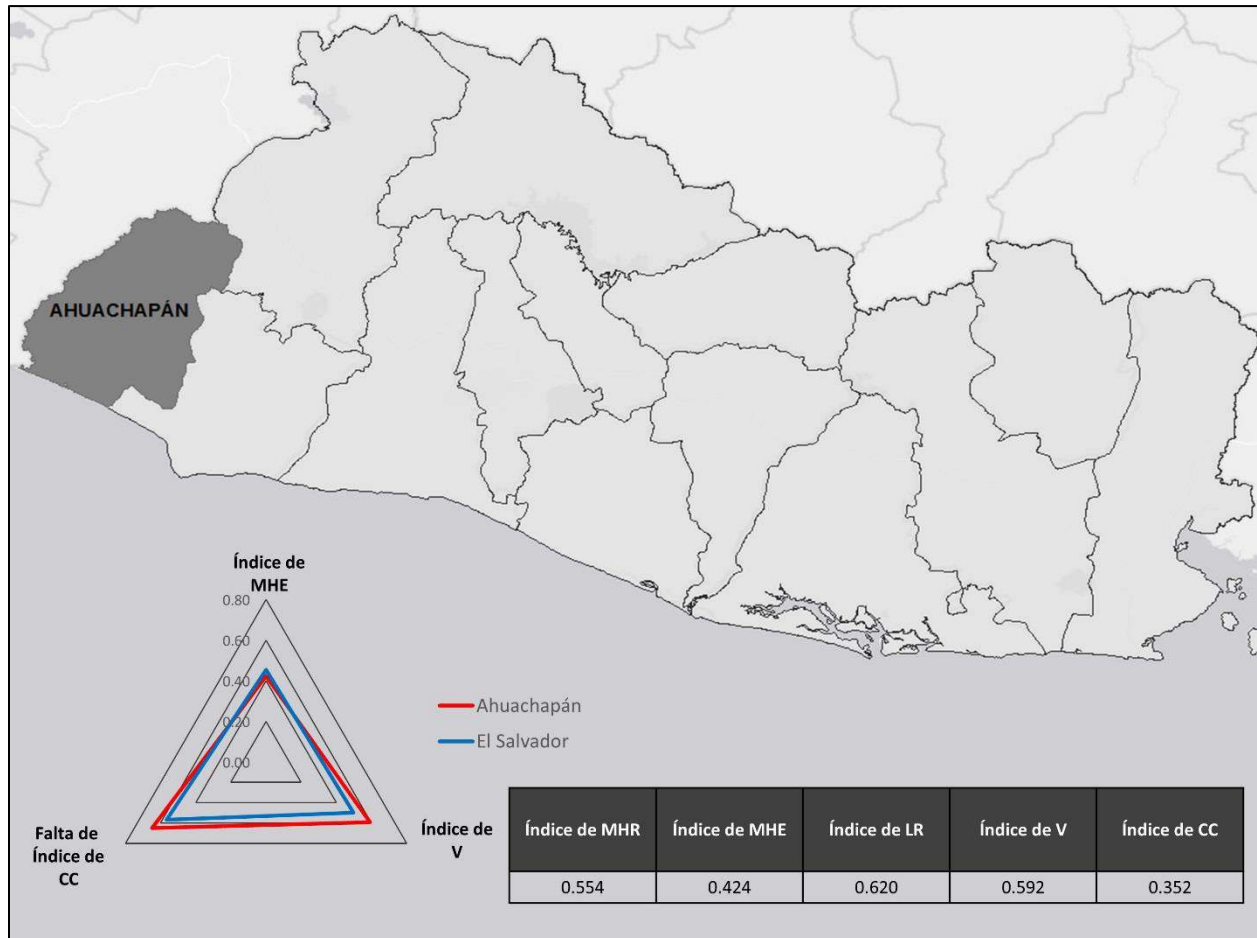 AHUACHAPÁN
Índice de
MHE
0.80
0.60
0.40
0.20
0.00
Ahuachapán
El Salvador
Falta de
Índice de
CC
Índice de
V
Índice de MHR Índice de MHE Índice de LR Índice de V Índice de CC
0.554 0.424 0.620 0.592 0.352